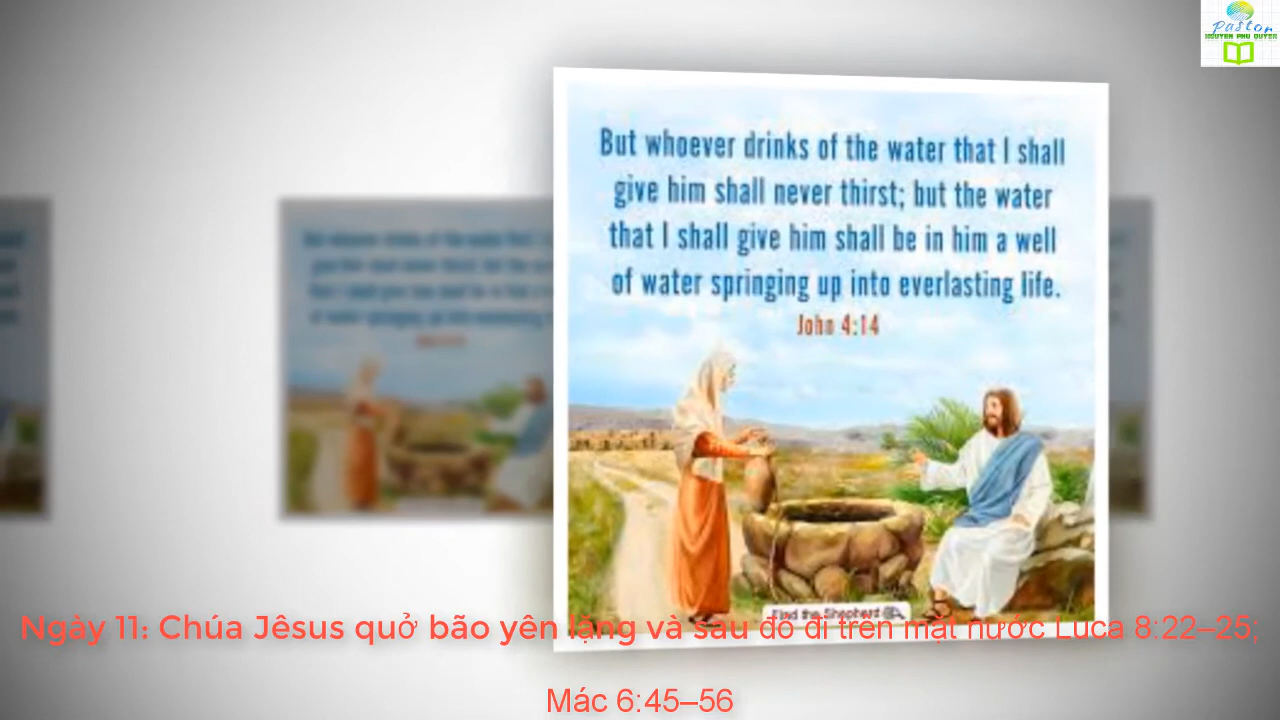 Pastor
NGUYEN PHU QUYEN
But whoever drinks of the water that I shall
give him shall never thirst; but the water
that I shall give him shall be in him a well
of water springing up into everlasting life.
John 4:14
Find the Shepherd
Ngày 11: Chúa Jêsus quở bão yên lặng và sau đó đi trên mặt nước Luca 8:22–25;
Mác 6:45–56